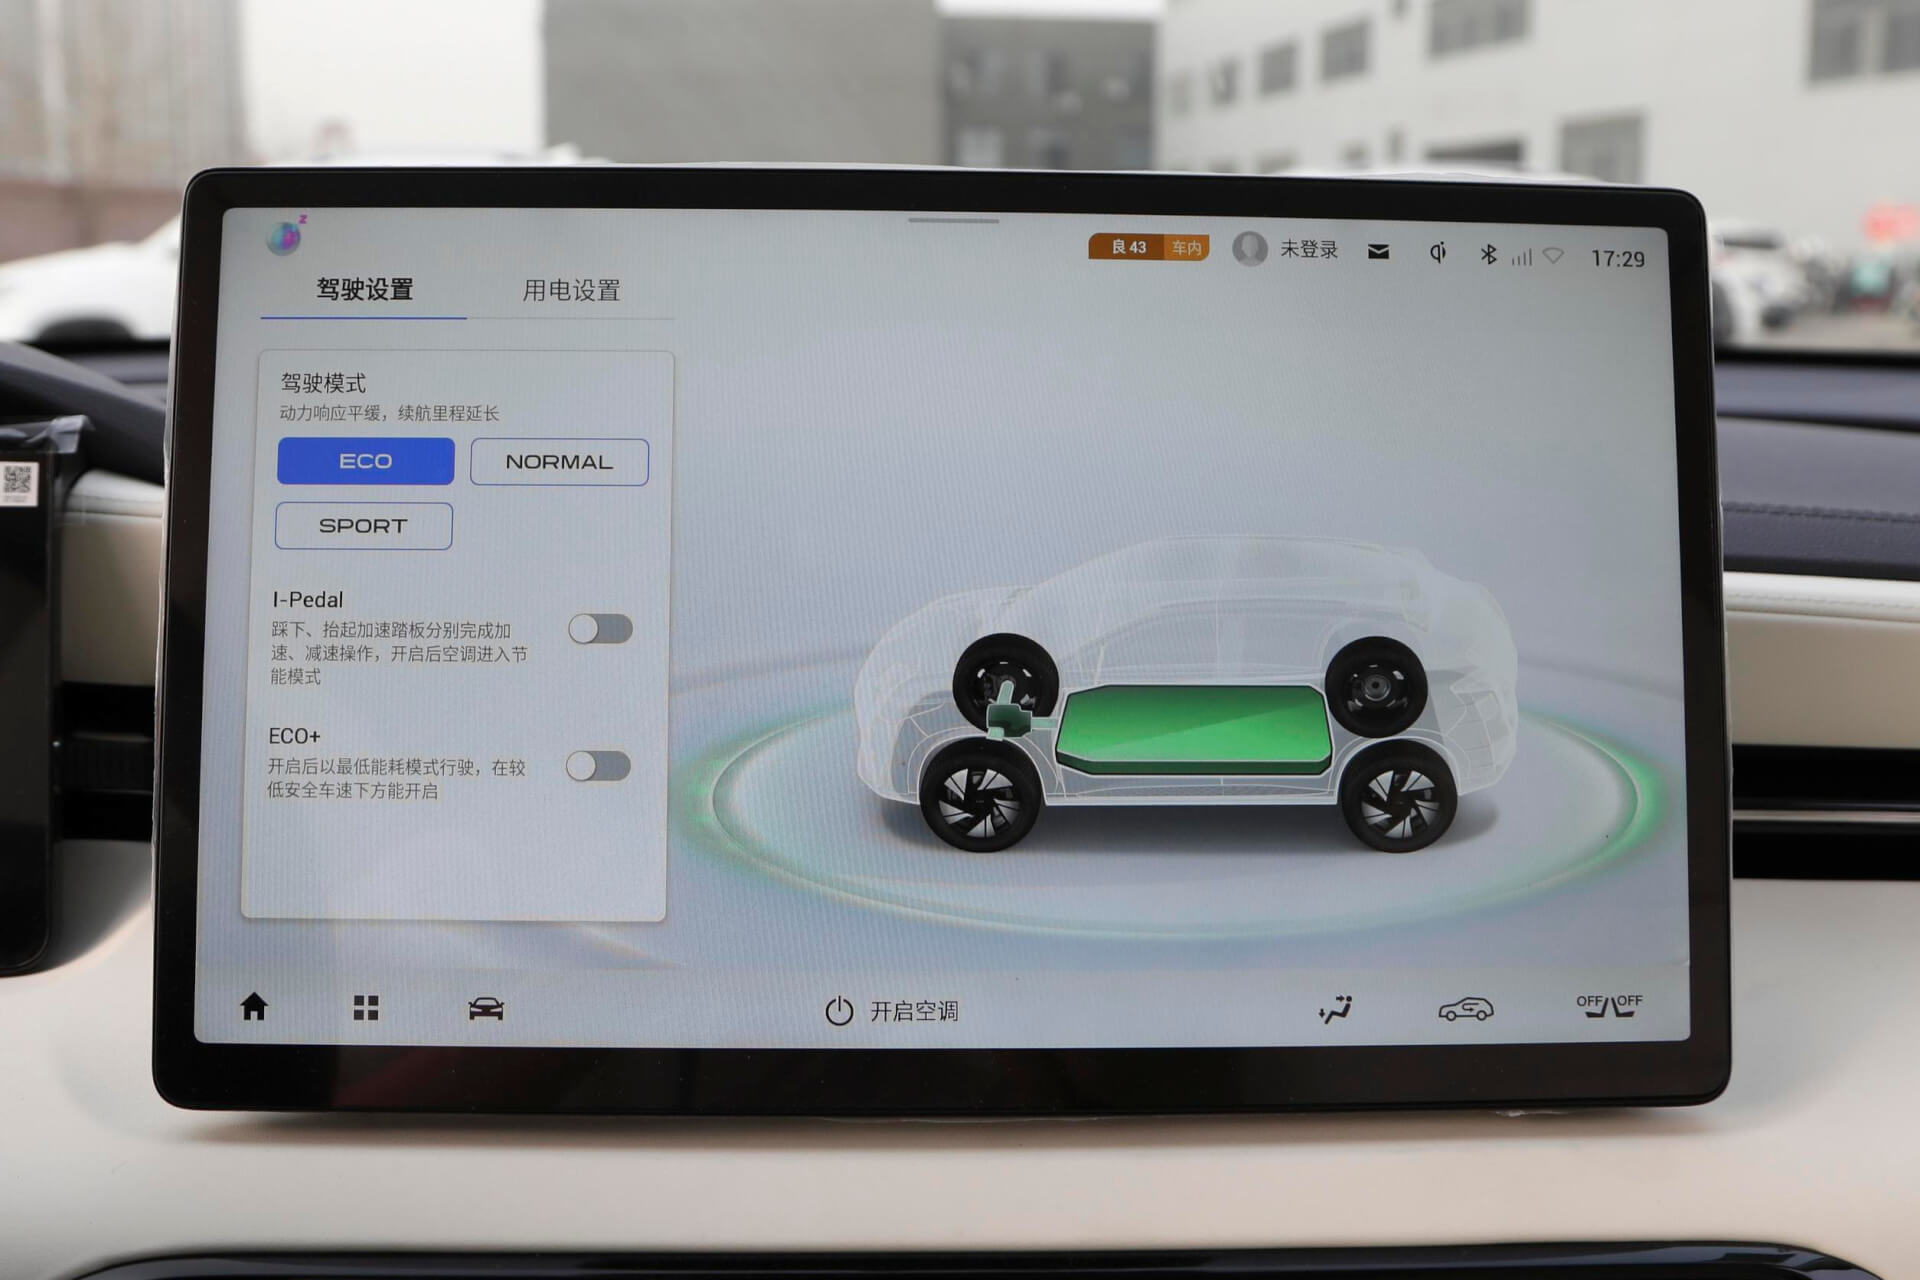 良 43 车内 未登录 17:29
驾驶设置 用电设置
驾驶模式
动力响应平缓，续航里程延长
ECO NORMAL
SPORT
I-Pedal
踩下、抬起加速踏板分别完成加
速、减速操作，开启后空调进入节
能模式
ECO+
开启后以最低能耗模式行驶，在较
低安全车速下方能开启
开启空调 OFF OFF